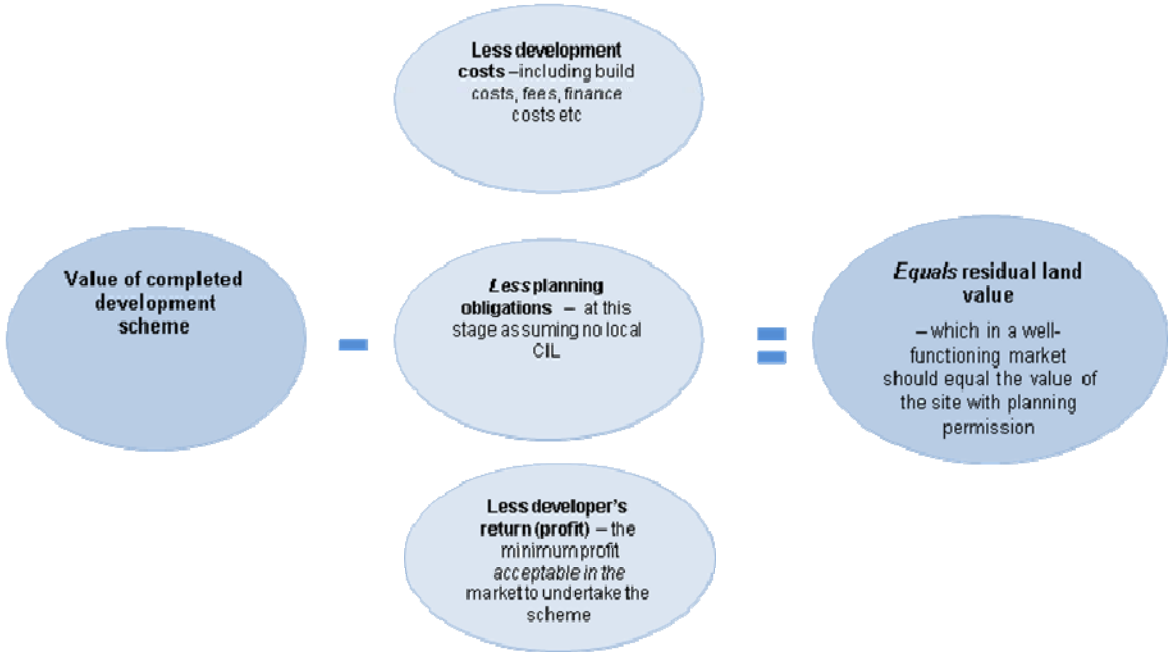 Less development
costs –including build
costs, fees, finance
costs etc
Value of completed
development
scheme
Less planning
obligations – at this
stage assuming no local
CIL
Equals residual land
value
– which in a well-
functioning market
should equal the value of
the site with planning
permission
Less developer's
return (profit) – the
minimum profit
acceptable in the
market to undertake the
scheme